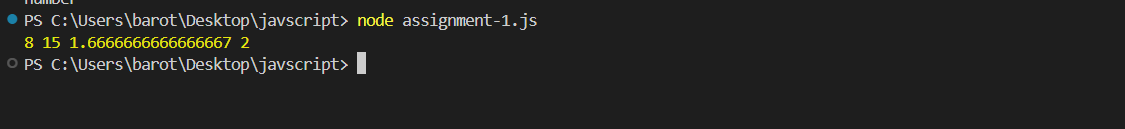 number
PS C:\Users\barot\Desktop\javscript> node assignment-1.js
8 15 1.6666666666666667 2
PS C:\Users\barot\Desktop\javscript>